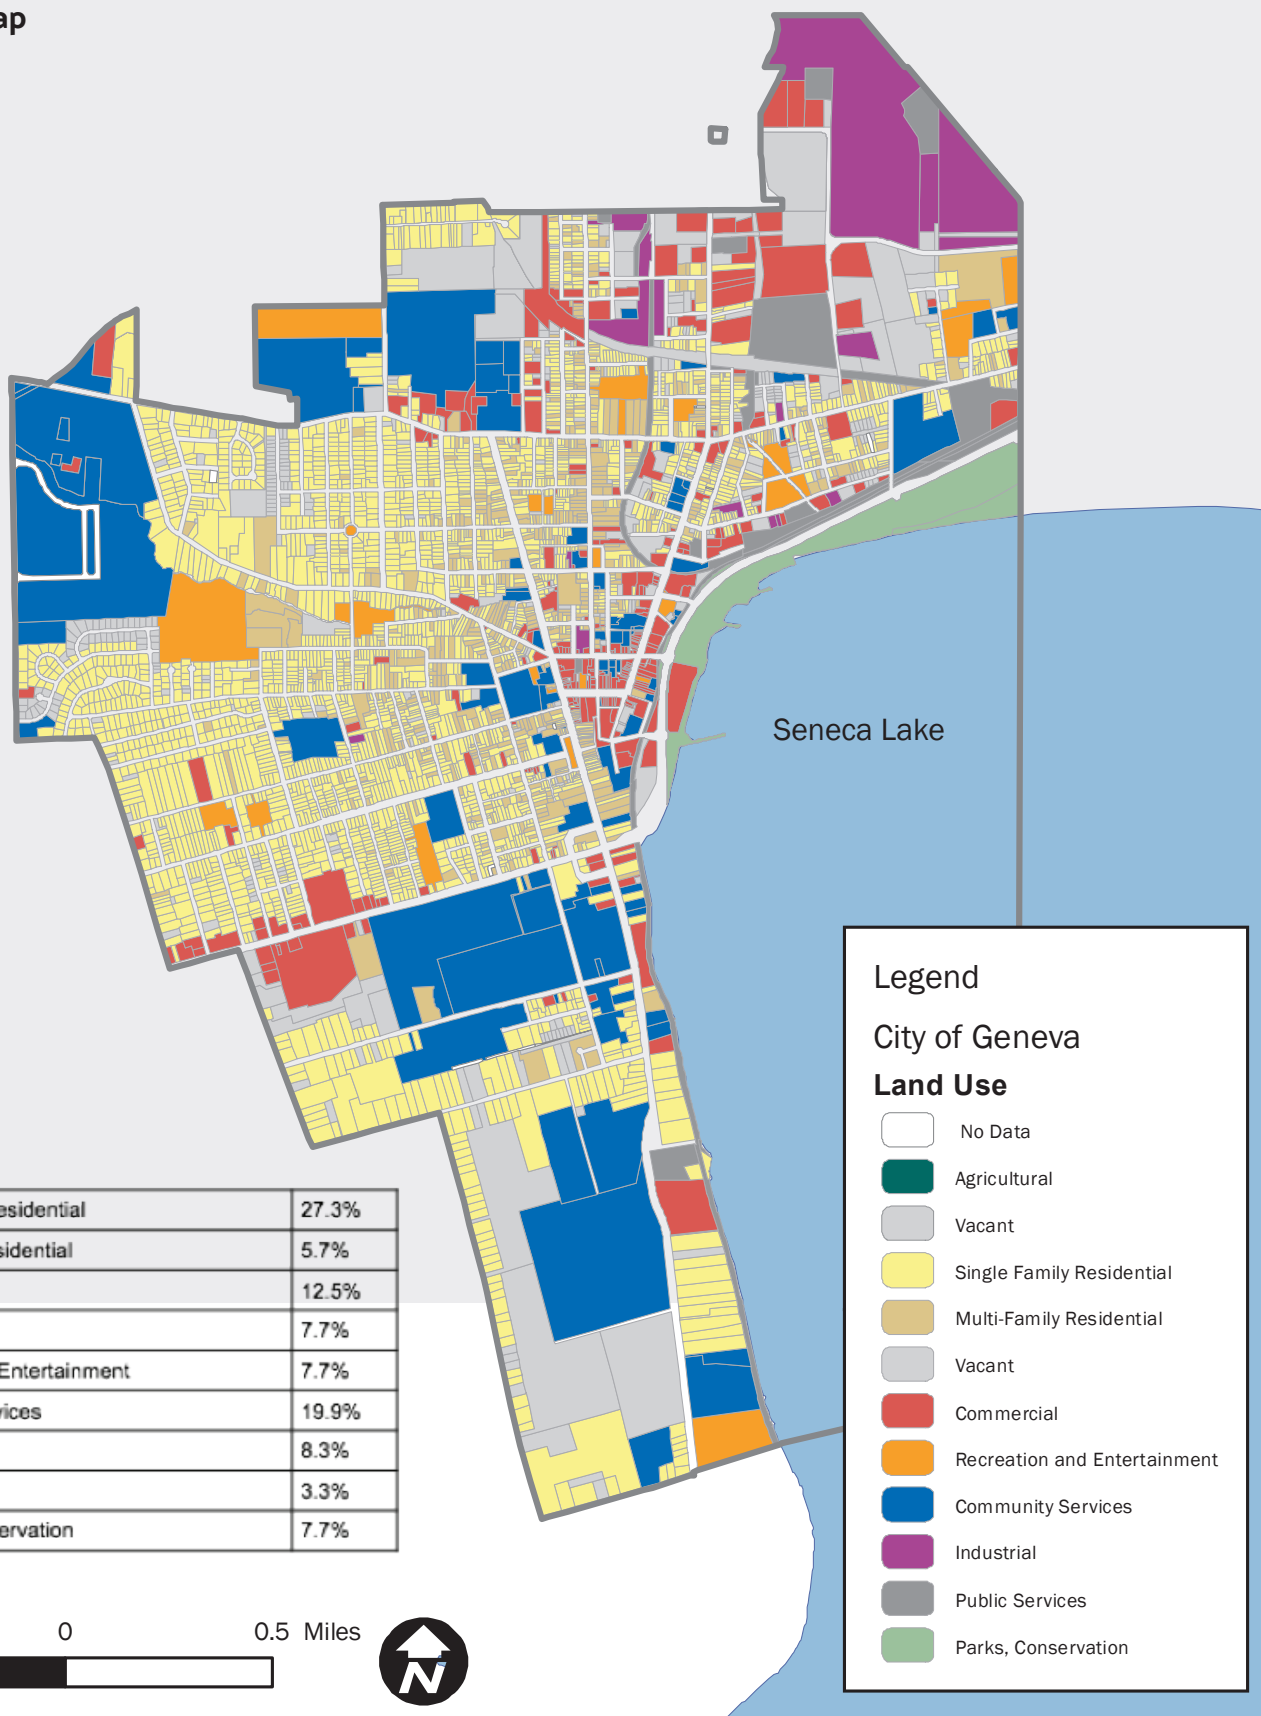 ap
Seneca Lake
Legend
City of Geneva
Land Use
No Data
Agricultural
Vacant
Single Family Residential
Multi-Family Residential
Vacant
Commercial
Recreation and Entertainment
Community Services
Industrial
Public Services
Parks, Conservation
esidential 27.3%
sidential 5.7%
12.5%
7.7%
Entertainment 7.7%
vices 19.9%
8.3%
3.3%
ervation 7.7%
0 0.5 Miles
N